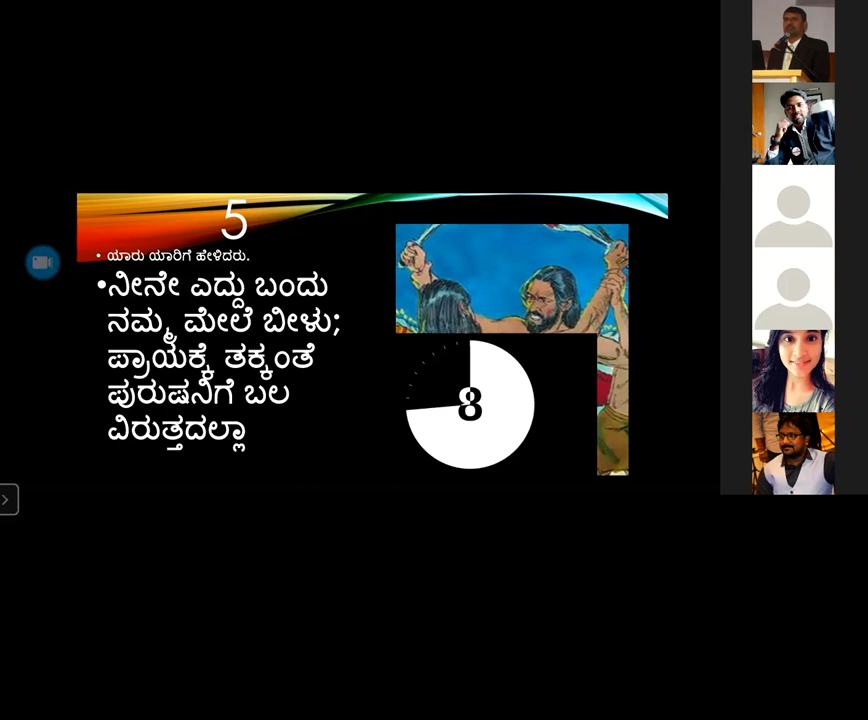 5
• ಯಾರು ಯಾರಿಗೆ ಹೇಳಿದರು.
•ನೀನೇ ಎದ್ದು ಬಂದು
ನಮ್ಮ ಮೇಲೆ ಬೀಳು;
ಪ್ರಾಯಕ್ಕೆ ತಕ್ಕಂತೆ
ಪುರುಷನಿಗೆ ಬಲ
ವಿರುತ್ತದಲ್ಲಾ
8